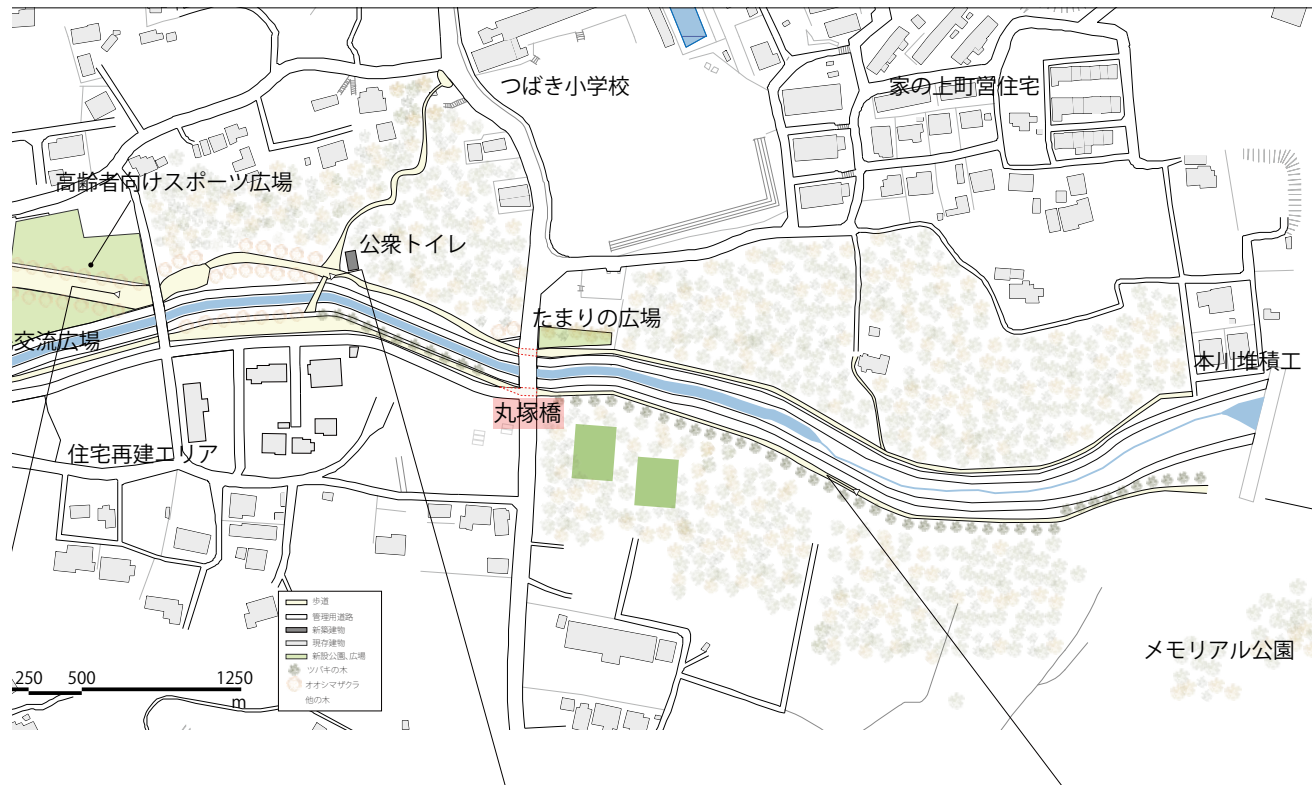 つばき小学校
家の上町営住宅
高齢者向けスポーツ広場
公衆トイレ
たまりの広場
交流広場
本川堆積工
丸塚橋
住宅再建エリア
歩道
管理用道路
新築建物
現存建物
新設公園、広場
ツバキの木
オオシマザクラ
他の木
メモリアル公園
250 500 1250
m